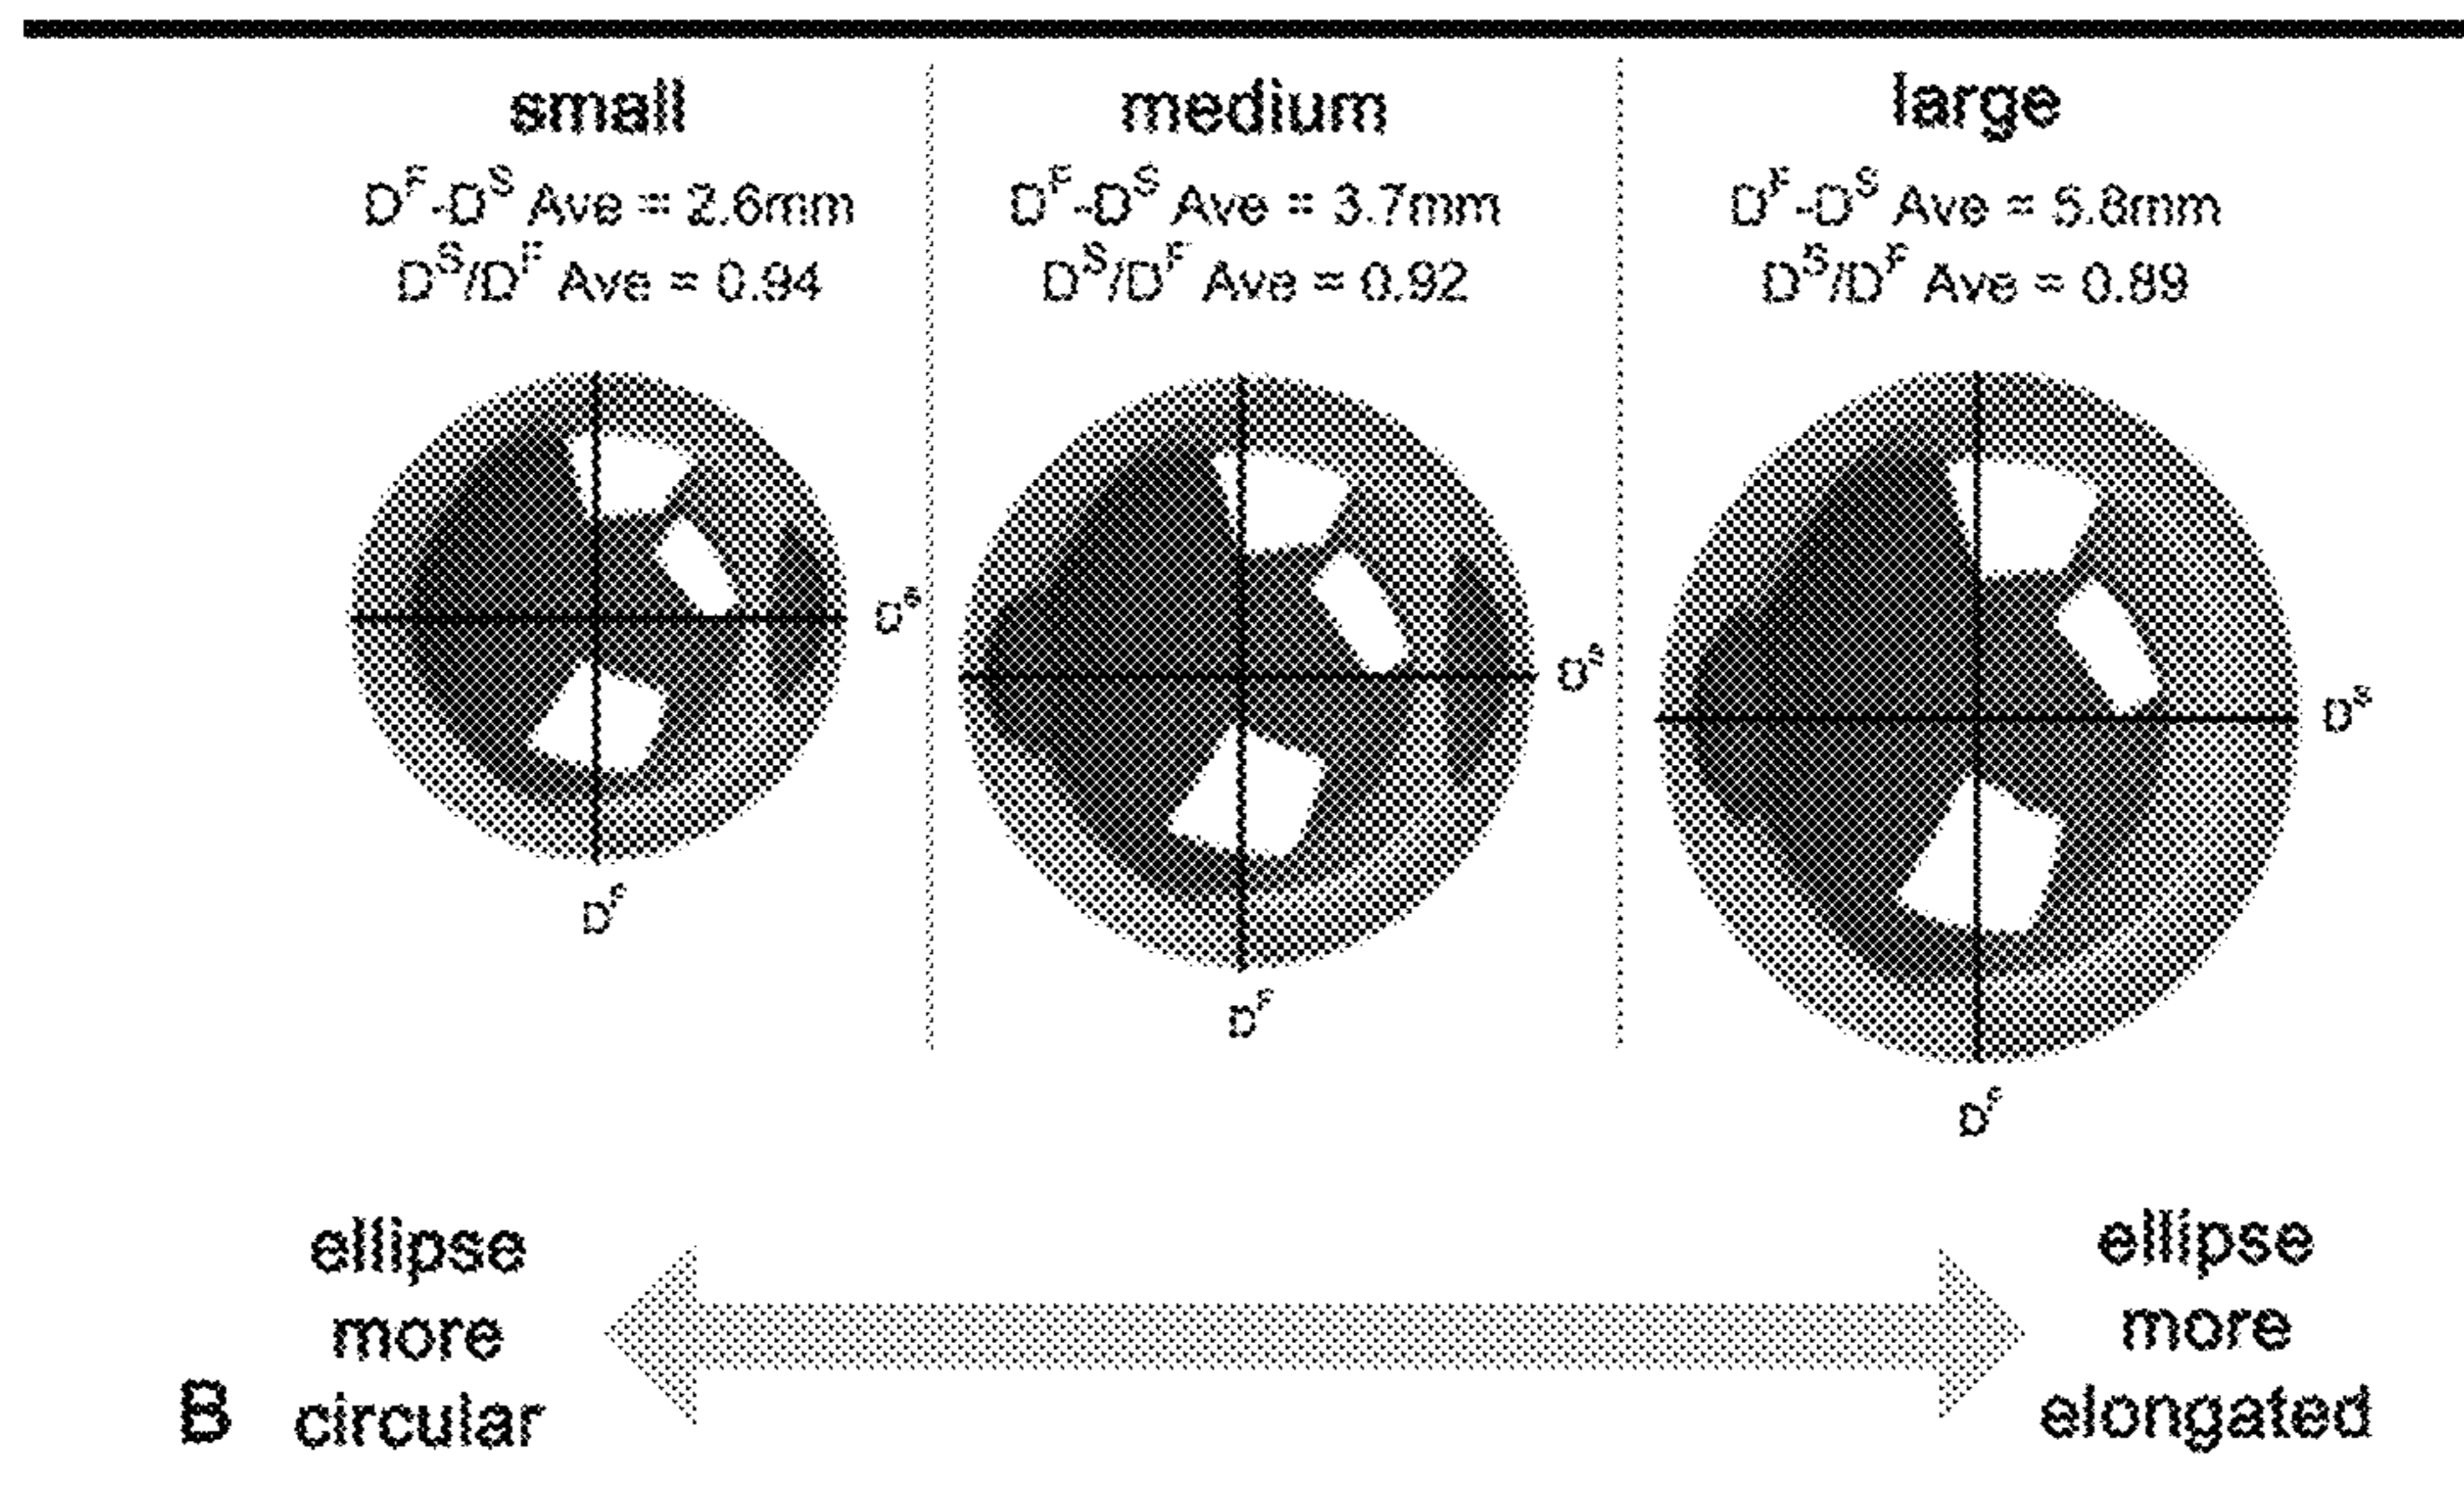 small
D^F-D^S Ave = 2.6mm
D^S/D^F Ave = 0.94
medium
D^F-D^S Ave = 3.7mm
D^S/D^F Ave = 0.92
large
D^F-D^S Ave = 5.8mm
D^S/D^F Ave = 0.89
D^S
D^F
D^S
D^F
D^S
D^F
ellipse
more
circular
B
ellipse
more
elongated